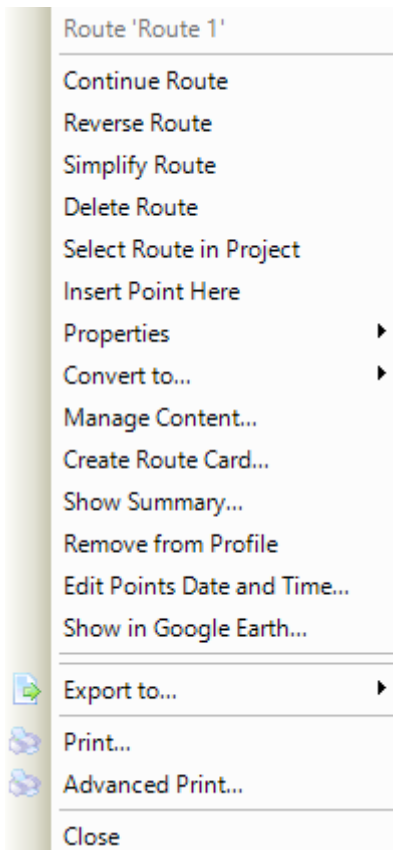 Route 'Route 1'
Continue Route
Reverse Route
Simplify Route
Delete Route
Select Route in Project
Insert Point Here
Properties
Convert to...
Manage Content...
Create Route Card...
Show Summary...
Remove from Profile
Edit Points Date and Time...
Show in Google Earth...
Export to...
Print...
Advanced Print...
Close